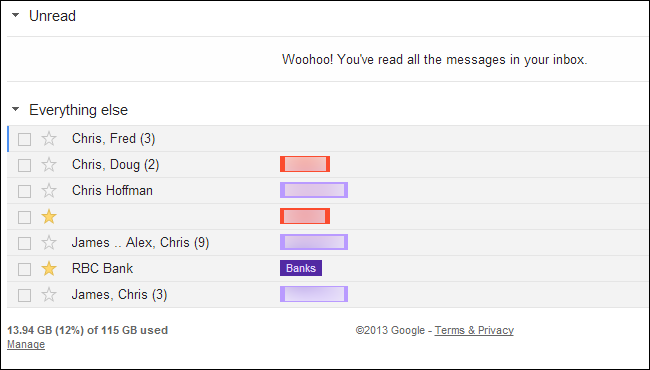 Unread
Woohoo! You've read all the messages in your inbox.
Everything else
Chris, Fred (3)
Chris, Doug (2)
Chris Hoffman
James .. Alex, Chris (9)
RBC Bank Banks
James, Chris (3)
13.94 GB (12%) of 115 GB used ©2013 Google - Terms & Privacy
Manage